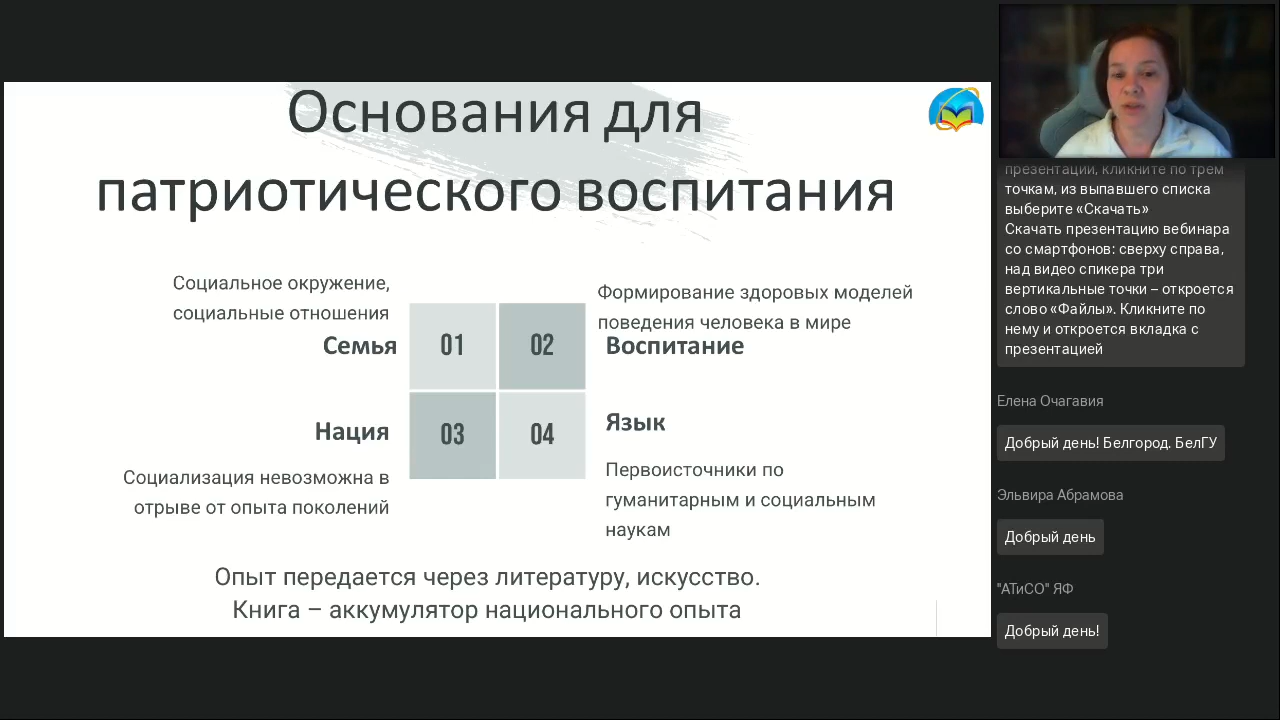 Основания для
патриотического воспитания
Социальное окружение,
социальные отношения
Семья
01
02
Формирование здоровых моделей
поведения человека в мире
Воспитание
Нация
Социализация невозможна в
отрыве от опыта поколений
03
04
Язык
Первоисточники по
гуманитарным и социальным
наукам
Опыт передается через литературу, искусство.
Книга – аккумулятор национального опыта
презентации, кликните по трем
точкам, из выпавшего списка
выберите «Скачать»
Скачать презентацию вебинара
со смартфонов: сверху справа,
над видео спикера три
вертикальные точки – откроется
слово «Файлы». Кликните по
нему и откроется вкладка с
презентацией
Елена Очагавия
Добрый день! Белгород. БелГУ
Эльвира Абрамова
Добрый день
"АТиСО" ЯФ
Добрый день!